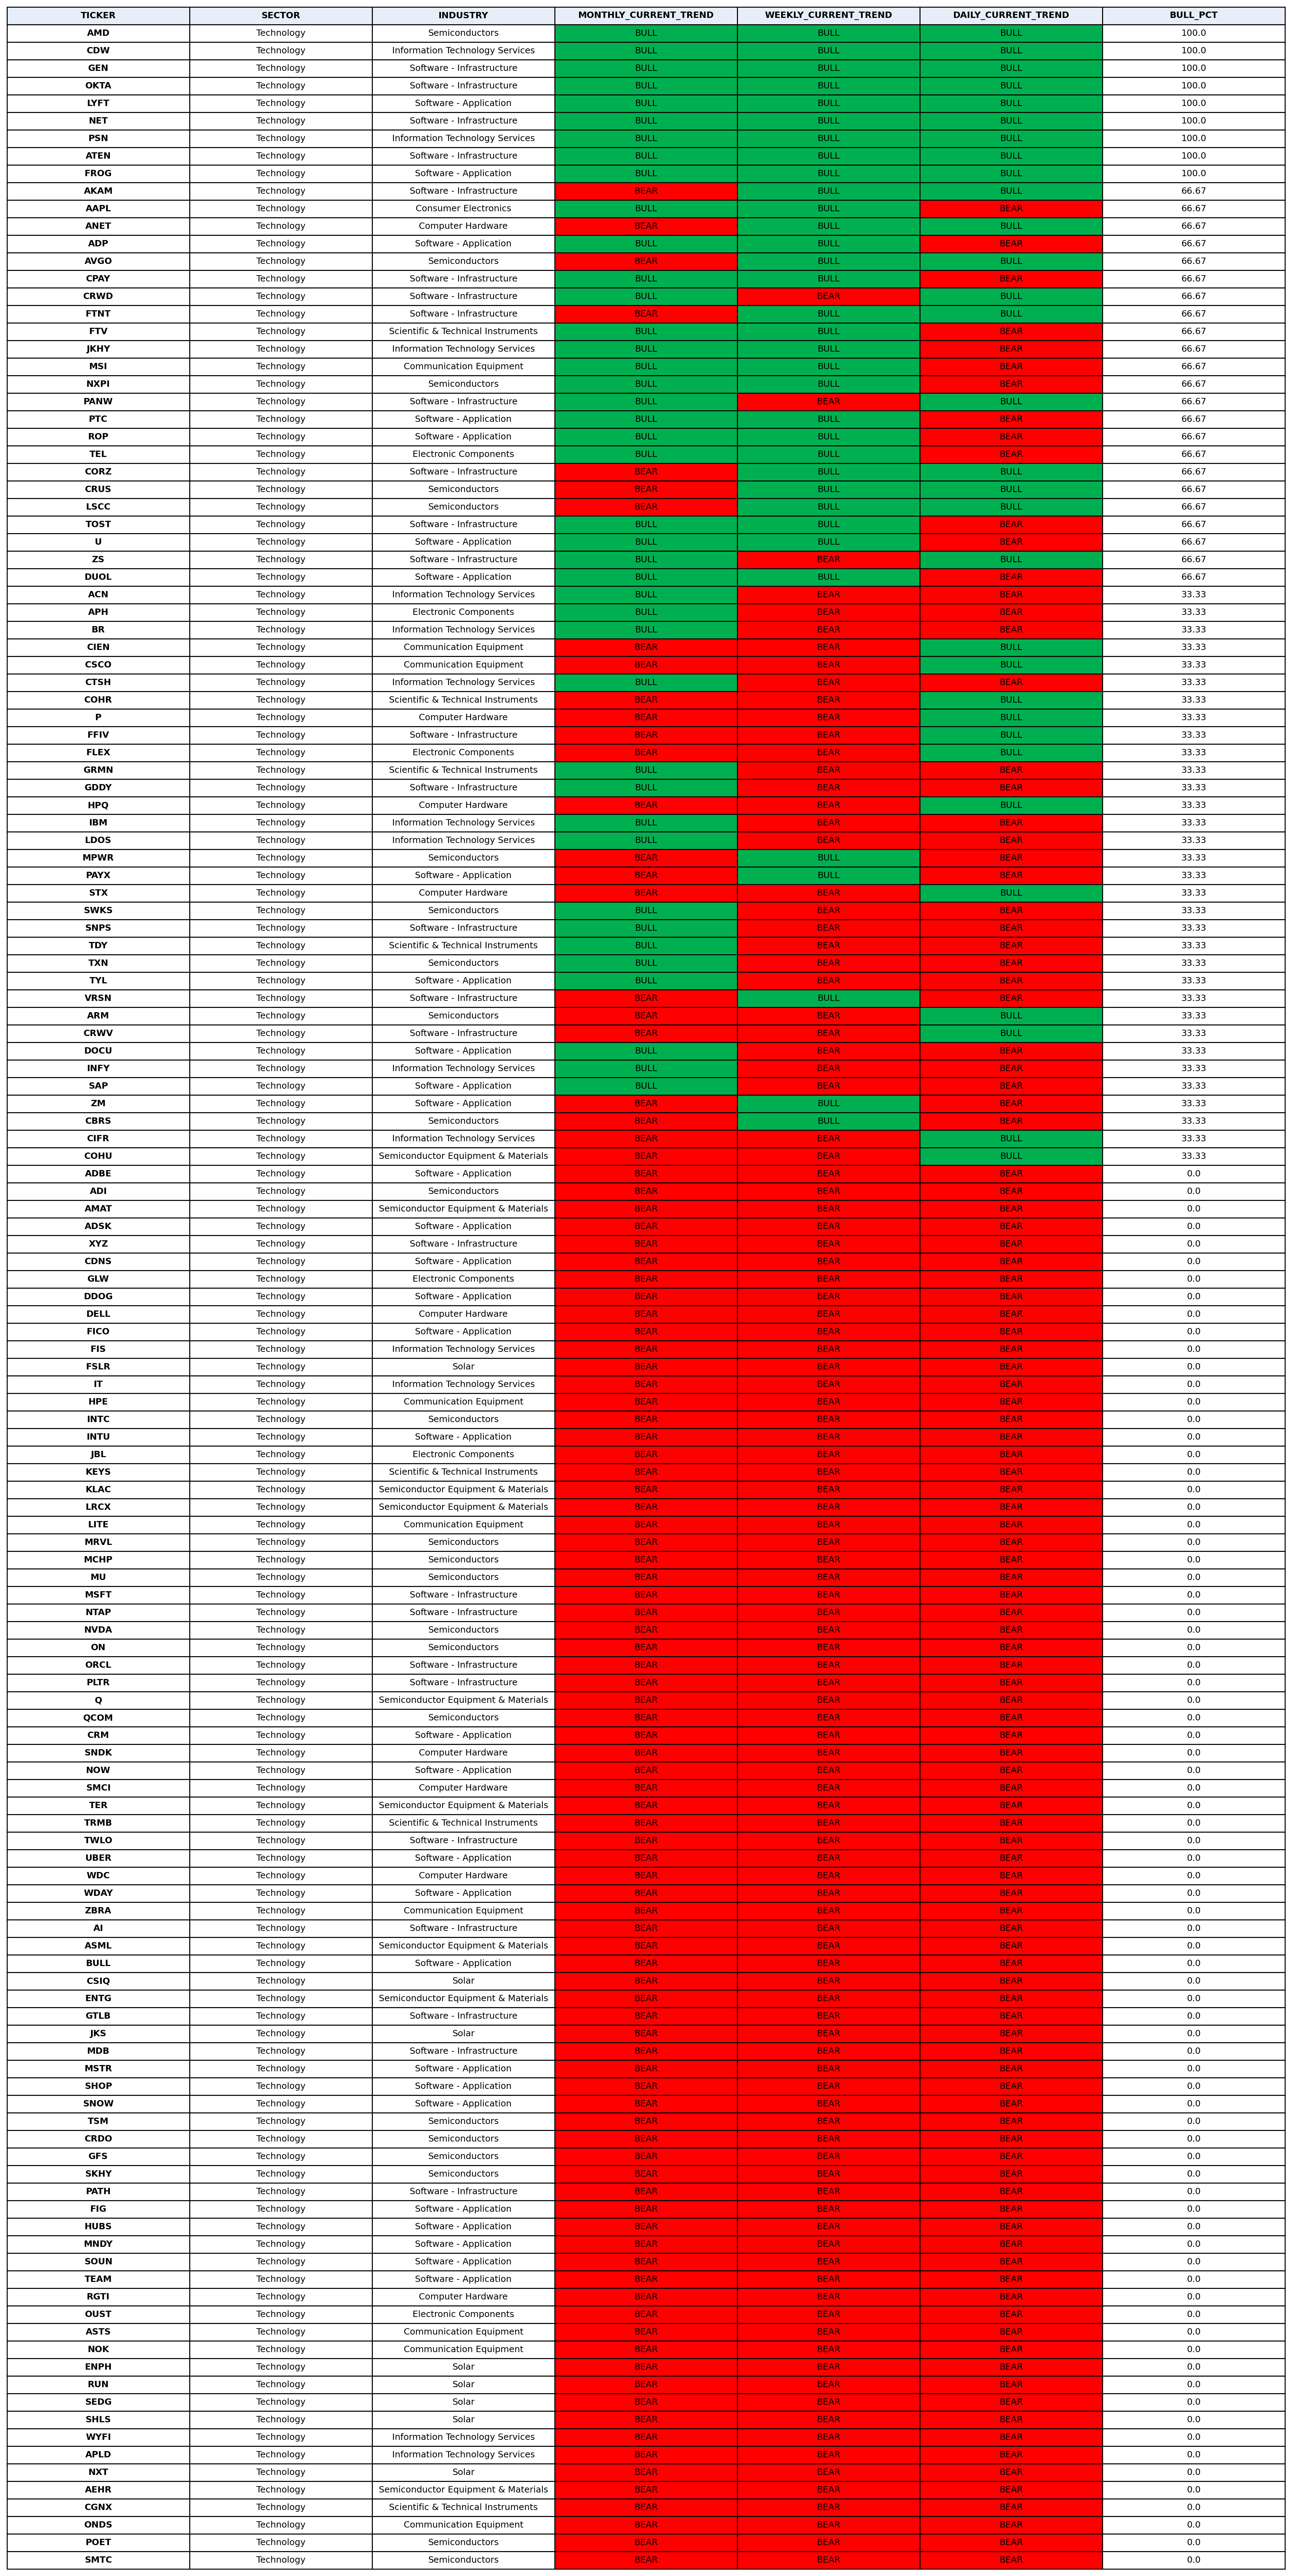 TICKER SECTOR INDUSTRY MONTHLY_CURRENT_TREND WEEKLY_CURRENT_TREND DAILY_CURRENT_TREND BULL_PCT
AMD Technology Semiconductors BULL BULL BULL 100.0
CDW Technology Information Technology Services BULL BULL BULL 100.0
GEN Technology Software - Infrastructure BULL BULL BULL 100.0
OKTA Technology Software - Infrastructure BULL BULL BULL 100.0
LYFT Technology Software - Application BULL BULL BULL 100.0
NET Technology Software - Infrastructure BULL BULL BULL 100.0
PSN Technology Information Technology Services BULL BULL BULL 100.0
ATEN Technology Software - Infrastructure BULL BULL BULL 100.0
FROG Technology Software - Application BULL BULL BULL 100.0
AKAM Technology Software - Infrastructure BEAR BULL BULL 66.67
AAPL Technology Consumer Electronics BULL BULL BEAR 66.67
ANET Technology Computer Hardware BEAR BULL BULL 66.67
ADP Technology Software - Application BULL BULL BEAR 66.67
AVGO Technology Semiconductors BEAR BULL BULL 66.67
CPAY Technology Software - Infrastructure BULL BULL BEAR 66.67
CRWD Technology Software - Infrastructure BULL BEAR BULL 66.67
FTNT Technology Software - Infrastructure BEAR BULL BULL 66.67
FTV Technology Scientific & Technical Instruments BULL BULL BEAR 66.67
JKHY Technology Information Technology Services BULL BULL BEAR 66.67
MSI Technology Communication Equipment BULL BULL BEAR 66.67
NXPI Technology Semiconductors BULL BULL BEAR 66.67
PANW Technology Software - Infrastructure BULL BEAR BULL 66.67
PTC Technology Software - Application BULL BULL BEAR 66.67
ROP Technology Software - Application BULL BULL BEAR 66.67
TEL Technology Electronic Components BULL BULL BEAR 66.67
CORZ Technology Software - Infrastructure BEAR BULL BULL 66.67
CRUS Technology Semiconductors BEAR BULL BULL 66.67
LSCC Technology Semiconductors BEAR BULL BULL 66.67
TOST Technology Software - Infrastructure BULL BULL BEAR 66.67
U Technology Software - Application BULL BULL BEAR 66.67
ZS Technology Software - Infrastructure BULL BEAR BULL 66.67
DUOL Technology Software - Application BULL BULL BEAR 66.67
ACN Technology Information Technology Services BULL BEAR BEAR 33.33
APH Technology Electronic Components BULL BEAR BEAR 33.33
BR Technology Information Technology Services BULL BEAR BEAR 33.33
CIEN Technology Communication Equipment BEAR BEAR BULL 33.33
CSCO Technology Communication Equipment BEAR BEAR BULL 33.33
CTSH Technology Information Technology Services BULL BEAR BEAR 33.33
COHR Technology Scientific & Technical Instruments BEAR BEAR BULL 33.33
P Technology Computer Hardware BEAR BEAR BULL 33.33
FFIV Technology Software - Infrastructure BEAR BEAR BULL 33.33
FLEX Technology Electronic Components BEAR BEAR BULL 33.33
GRMN Technology Scientific & Technical Instruments BULL BEAR BEAR 33.33
GDDY Technology Software - Infrastructure BULL BEAR BEAR 33.33
HPQ Technology Computer Hardware BEAR BEAR BULL 33.33
IBM Technology Information Technology Services BULL BEAR BEAR 33.33
LDOS Technology Information Technology Services BULL BEAR BEAR 33.33
MPWR Technology Semiconductors BEAR BULL BEAR 33.33
PAYX Technology Software - Application BEAR BULL BEAR 33.33
STX Technology Computer Hardware BEAR BEAR BULL 33.33
SWKS Technology Semiconductors BULL BEAR BEAR 33.33
SNPS Technology Software - Infrastructure BULL BEAR BEAR 33.33
TDY Technology Scientific & Technical Instruments BULL BEAR BEAR 33.33
TXN Technology Semiconductors BULL BEAR BEAR 33.33
TYL Technology Software - Application BULL BEAR BEAR 33.33
VRSN Technology Software - Infrastructure BEAR BULL BEAR 33.33
ARM Technology Semiconductors BEAR BEAR BULL 33.33
CRWV Technology Software - Infrastructure BEAR BEAR BULL 33.33
DOCU Technology Software - Application BULL BEAR BEAR 33.33
INFY Technology Information Technology Services BULL BEAR BEAR 33.33
SAP Technology Software - Application BULL BEAR BEAR 33.33
ZM Technology Software - Application BEAR BULL BEAR 33.33
CBRS Technology Semiconductors BEAR BULL BEAR 33.33
CIFR Technology Information Technology Services BEAR BEAR BULL 33.33
COHU Technology Semiconductor Equipment & Materials BEAR BEAR BULL 33.33
ADBE Technology Software - Application BEAR BEAR BEAR 0.0
ADI Technology Semiconductors BEAR BEAR BEAR 0.0
AMAT Technology Semiconductor Equipment & Materials BEAR BEAR BEAR 0.0
ADSK Technology Software - Application BEAR BEAR BEAR 0.0
XYZ Technology Software - Infrastructure BEAR BEAR BEAR 0.0
CDNS Technology Software - Application BEAR BEAR BEAR 0.0
GLW Technology Electronic Components BEAR BEAR BEAR 0.0
DDOG Technology Software - Application BEAR BEAR BEAR 0.0
DELL Technology Computer Hardware BEAR BEAR BEAR 0.0
FICO Technology Software - Application BEAR BEAR BEAR 0.0
FIS Technology Information Technology Services BEAR BEAR BEAR 0.0
FSLR Technology Solar BEAR BEAR BEAR 0.0
IT Technology Information Technology Services BEAR BEAR BEAR 0.0
HPE Technology Communication Equipment BEAR BEAR BEAR 0.0
INTC Technology Semiconductors BEAR BEAR BEAR 0.0
INTU Technology Software - Application BEAR BEAR BEAR 0.0
JBL Technology Electronic Components BEAR BEAR BEAR 0.0
KEYS Technology Scientific & Technical Instruments BEAR BEAR BEAR 0.0
KLAC Technology Semiconductor Equipment & Materials BEAR BEAR BEAR 0.0
LRCX Technology Semiconductor Equipment & Materials BEAR BEAR BEAR 0.0
LITE Technology Communication Equipment BEAR BEAR BEAR 0.0
MRVL Technology Semiconductors BEAR BEAR BEAR 0.0
MCHP Technology Semiconductors BEAR BEAR BEAR 0.0
MU Technology Semiconductors BEAR BEAR BEAR 0.0
MSFT Technology Software - Infrastructure BEAR BEAR BEAR 0.0
NTAP Technology Software - Infrastructure BEAR BEAR BEAR 0.0
NVDA Technology Semiconductors BEAR BEAR BEAR 0.0
ON Technology Semiconductors BEAR BEAR BEAR 0.0
ORCL Technology Software - Infrastructure BEAR BEAR BEAR 0.0
PLTR Technology Software - Infrastructure BEAR BEAR BEAR 0.0
Q Technology Semiconductor Equipment & Materials BEAR BEAR BEAR 0.0
QCOM Technology Semiconductors BEAR BEAR BEAR 0.0
CRM Technology Software - Application BEAR BEAR BEAR 0.0
SNDK Technology Computer Hardware BEAR BEAR BEAR 0.0
NOW Technology Software - Application BEAR BEAR BEAR 0.0
SMCI Technology Computer Hardware BEAR BEAR BEAR 0.0
TER Technology Semiconductor Equipment & Materials BEAR BEAR BEAR 0.0
TRMB Technology Scientific & Technical Instruments BEAR BEAR BEAR 0.0
TWLO Technology Software - Infrastructure BEAR BEAR BEAR 0.0
UBER Technology Software - Application BEAR BEAR BEAR 0.0
WDC Technology Computer Hardware BEAR BEAR BEAR 0.0
WDAY Technology Software - Application BEAR BEAR BEAR 0.0
ZBRA Technology Communication Equipment BEAR BEAR BEAR 0.0
AI Technology Software - Infrastructure BEAR BEAR BEAR 0.0
ASML Technology Semiconductor Equipment & Materials BEAR BEAR BEAR 0.0
BULL Technology Software - Application BEAR BEAR BEAR 0.0
CSIQ Technology Solar BEAR BEAR BEAR 0.0
ENTG Technology Semiconductor Equipment & Materials BEAR BEAR BEAR 0.0
GTLB Technology Software - Infrastructure BEAR BEAR BEAR 0.0
JKS Technology Solar BEAR BEAR BEAR 0.0
MDB Technology Software - Infrastructure BEAR BEAR BEAR 0.0
MSTR Technology Software - Application BEAR BEAR BEAR 0.0
SHOP Technology Software - Application BEAR BEAR BEAR 0.0
SNOW Technology Software - Application BEAR BEAR BEAR 0.0
TSM Technology Semiconductors BEAR BEAR BEAR 0.0
CRDO Technology Semiconductors BEAR BEAR BEAR 0.0
GFS Technology Semiconductors BEAR BEAR BEAR 0.0
SKHY Technology Semiconductors BEAR BEAR BEAR 0.0
PATH Technology Software - Infrastructure BEAR BEAR BEAR 0.0
FIG Technology Software - Application BEAR BEAR BEAR 0.0
HUBS Technology Software - Application BEAR BEAR BEAR 0.0
MNDY Technology Software - Application BEAR BEAR BEAR 0.0
SOUN Technology Software - Application BEAR BEAR BEAR 0.0
TEAM Technology Software - Application BEAR BEAR BEAR 0.0
RGTI Technology Computer Hardware BEAR BEAR BEAR 0.0
OUST Technology Electronic Components BEAR BEAR BEAR 0.0
ASTS Technology Communication Equipment BEAR BEAR BEAR 0.0
NOK Technology Communication Equipment BEAR BEAR BEAR 0.0
ENPH Technology Solar BEAR BEAR BEAR 0.0
RUN Technology Solar BEAR BEAR BEAR 0.0
SEDG Technology Solar BEAR BEAR BEAR 0.0
SHLS Technology Solar BEAR BEAR BEAR 0.0
WYFI Technology Information Technology Services BEAR BEAR BEAR 0.0
APLD Technology Information Technology Services BEAR BEAR BEAR 0.0
NXT Technology Solar BEAR BEAR BEAR 0.0
AEHR Technology Semiconductor Equipment & Materials BEAR BEAR BEAR 0.0
CGNX Technology Scientific & Technical Instruments BEAR BEAR BEAR 0.0
ONDS Technology Communication Equipment BEAR BEAR BEAR 0.0
POET Technology Semiconductors BEAR BEAR BEAR 0.0
SMTC Technology Semiconductors BEAR BEAR BEAR 0.0